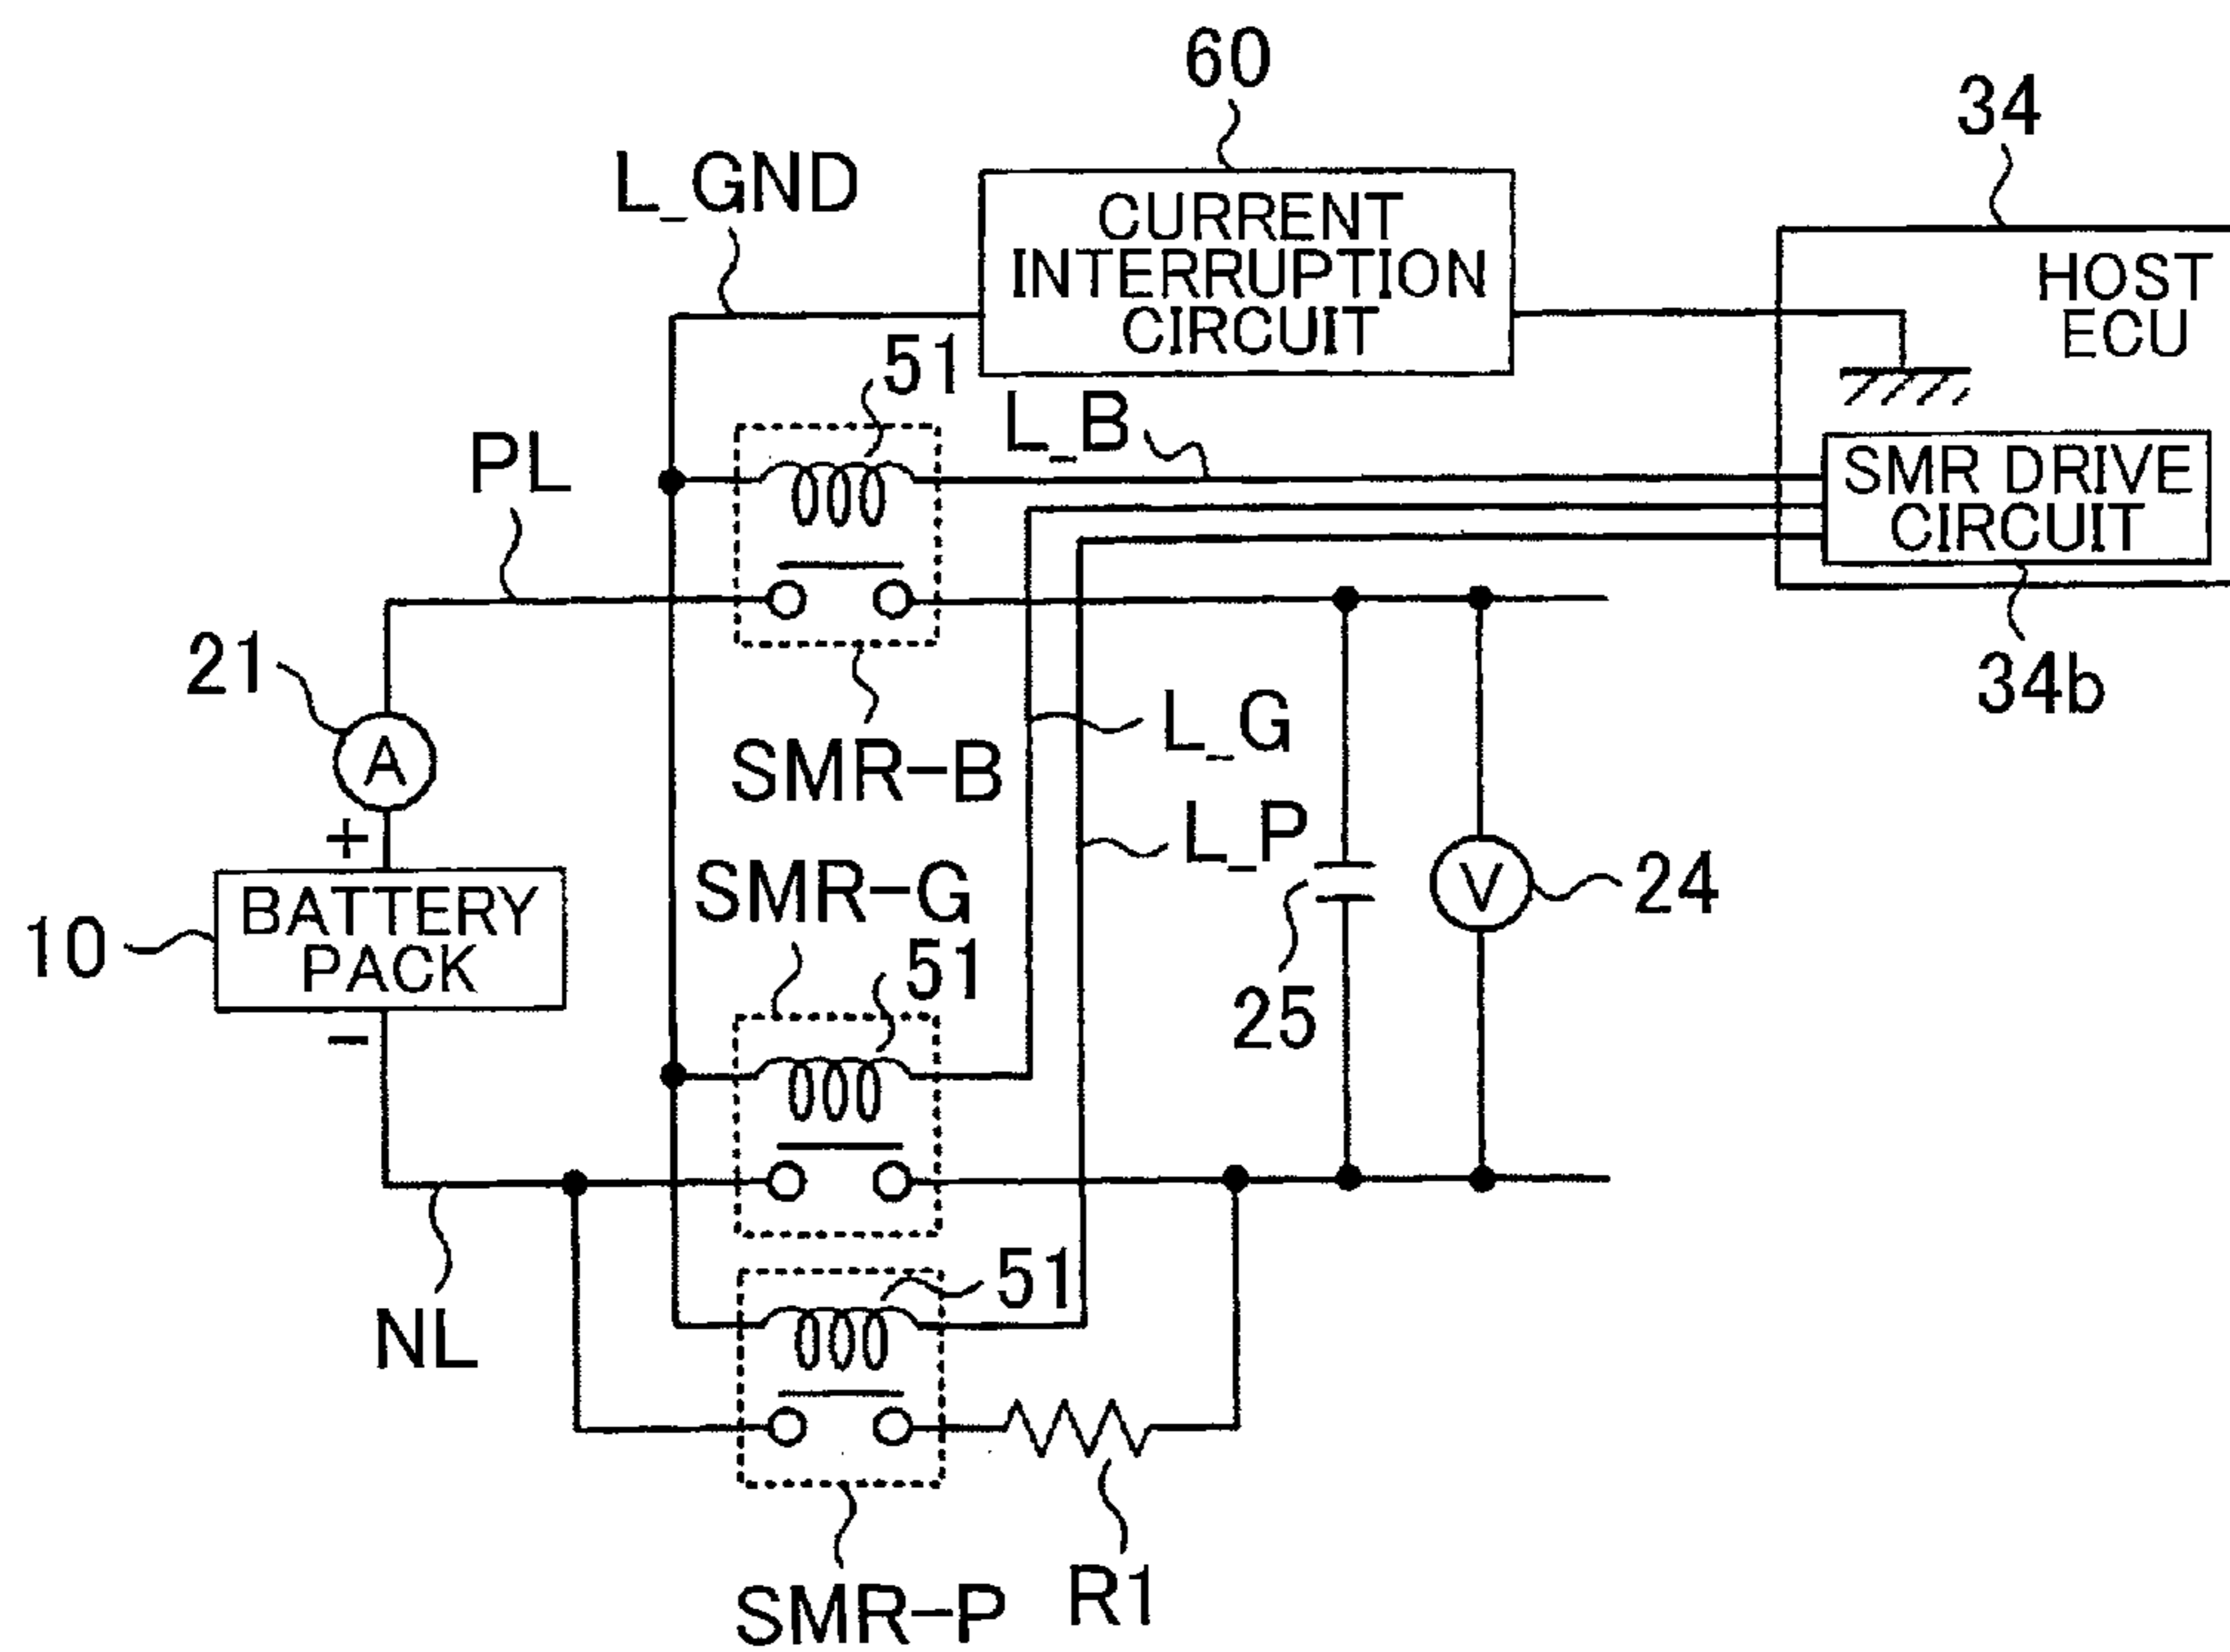 60
34
L_GND
CURRENT
INTERRUPTION
CIRCUIT
HOST
ECU
51
L_B
PL
SMR DRIVE
CIRCUIT
21
34b
A
L_G
SMR-B
+
L_P
SMR-G
BATTERY
PACK
10
V
24
51
25
-
51
NL
R1
SMR-P